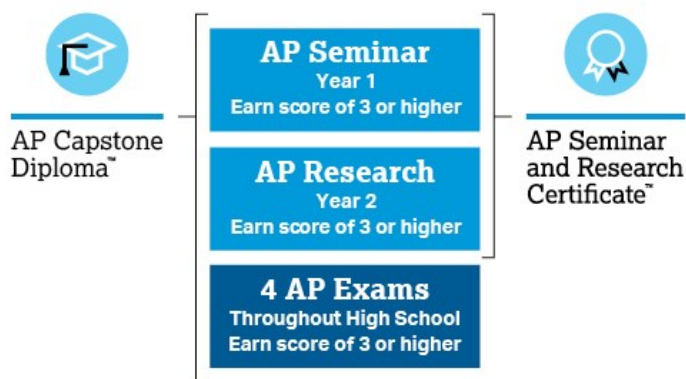 AP Seminar
Year 1
Earn score of 3 or higher
AP Capstone
Diploma™
AP Seminar
and Research
Certificate™
AP Research
Year 2
Earn score of 3 or higher
4 AP Exams
Throughout High School
Earn score of 3 or higher